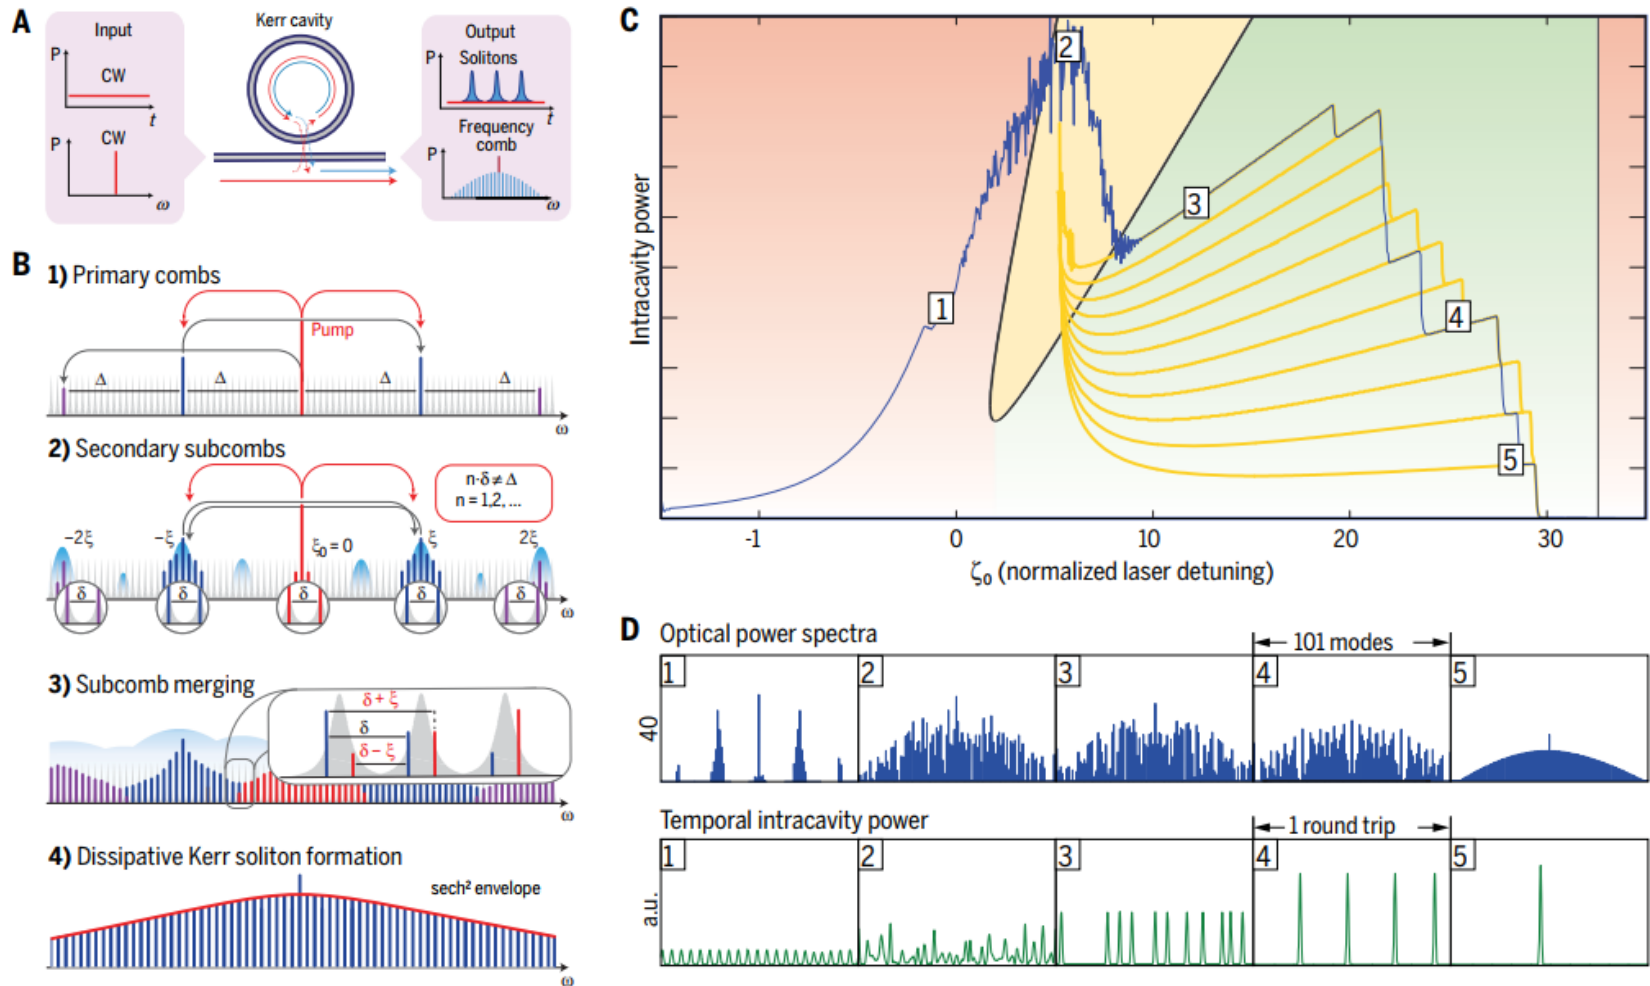 A
Input
P
CW
t
P
CW
ω
Kerr cavity
Output
P
Solitons
t
Frequency
comb
P
ω
B
1) Primary combs
Pump
Δ
Δ
Δ
Δ
ω
2) Secondary subcombs
n·δ ≠ Δ
n = 1,2, ...
−2ξ
−ξ
ξ₀ = 0
ξ
2ξ
δ
δ
δ
δ
δ
ω
3) Subcomb merging
δ + ξ
δ
δ − ξ
ω
4) Dissipative Kerr soliton formation
sech² envelope
ω
C
Intracavity power
1
2
3
4
5
-1
0
10
20
30
ζ₀ (normalized laser detuning)
D
Optical power spectra
101 modes
40
1
2
3
4
5
Temporal intracavity power
1 round trip
a.u.
1
2
3
4
5